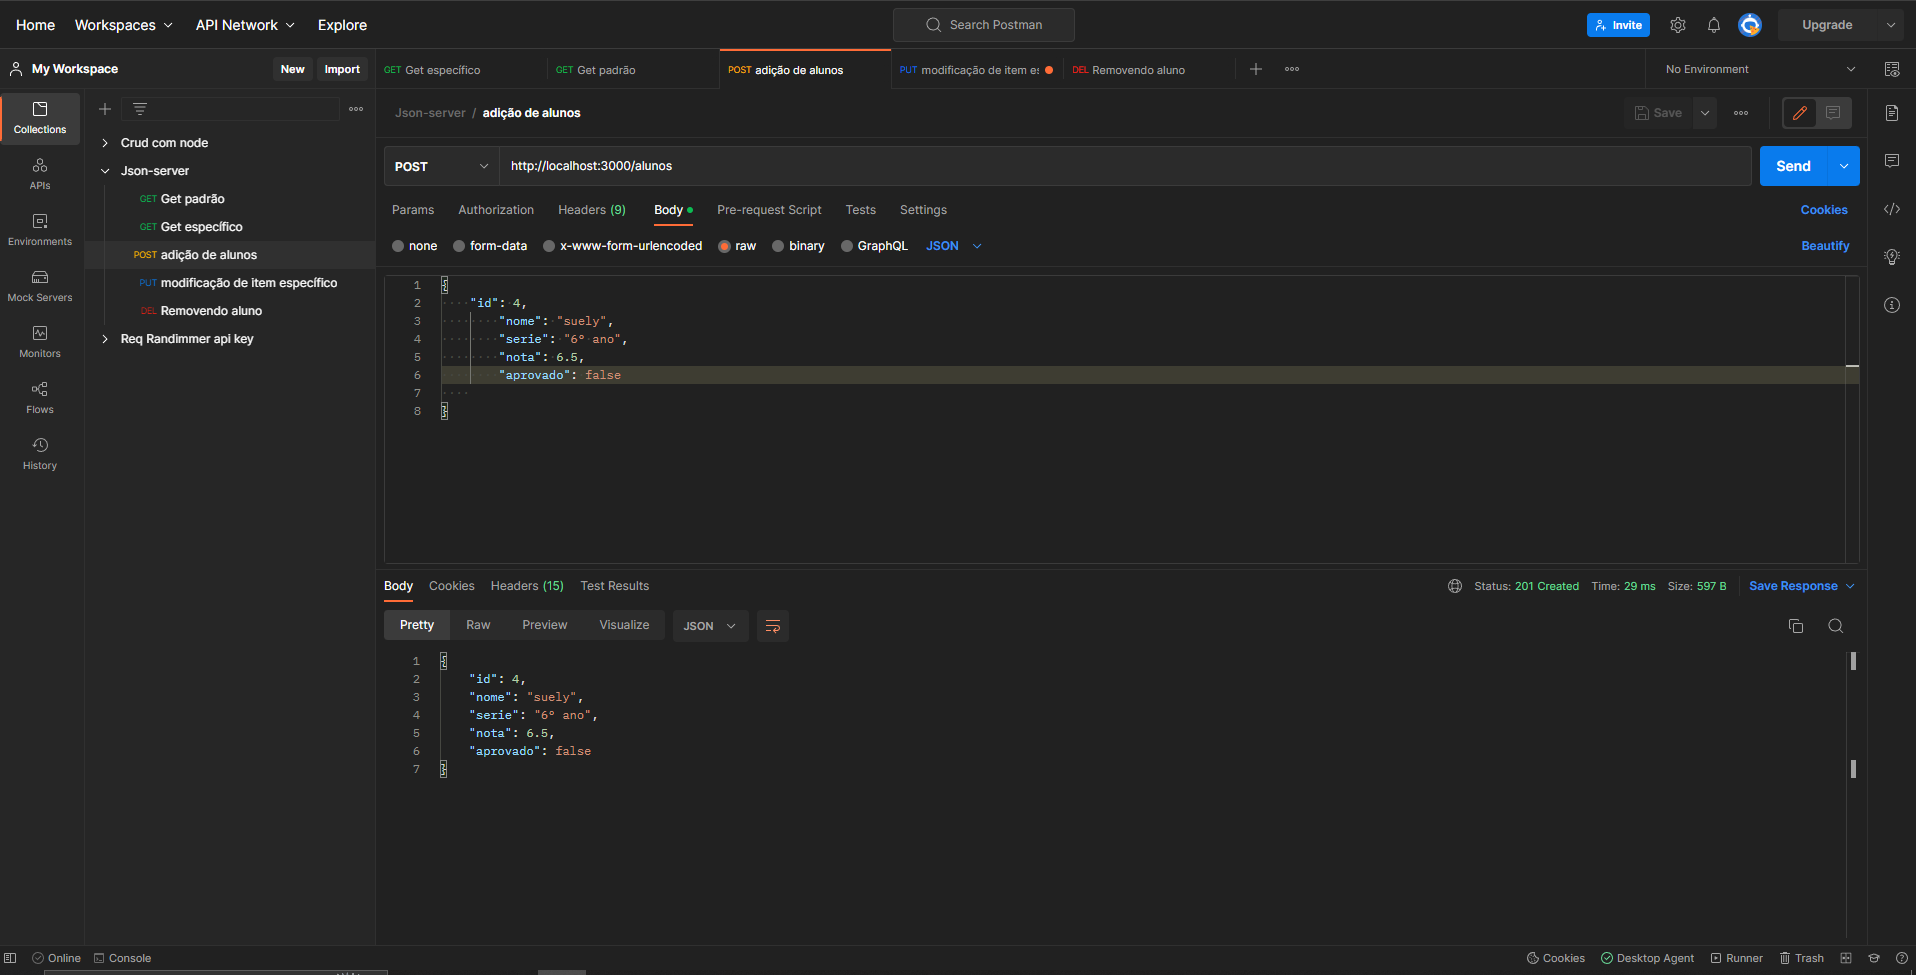 Home Workspaces API Network Explore Search Postman Invite Upgrade
My Workspace New Import GET Get específico GET Get padrão POST adição de alunos PUT modificação de item es DEL Removendo aluno No Environment
Collections
APIs
Environments
Mock Servers
Monitors
Flows
History
Crud com node
Json-server
GET Get padrão
GET Get específico
POST adição de alunos
PUT modificação de item específico
DEL Removendo aluno
Req Randimmer api key
Json-server / adição de alunos Save
POST http://localhost:3000/alunos Send
Params Authorization Headers (9) Body Pre-request Script Tests Settings Cookies
none form-data x-www-form-urlencoded raw binary GraphQL JSON Beautify
1 {
2 "id": 4,
3 "nome": "suely",
4 "serie": "6º ano",
5 "nota": 6.5,
6 "aprovado": false
7
8 }
Body Cookies Headers (15) Test Results Status: 201 Created Time: 29 ms Size: 597 B Save Response
Pretty Raw Preview Visualize JSON
1 {
2 "id": 4,
3 "nome": "suely",
4 "serie": "6º ano",
5 "nota": 6.5,
6 "aprovado": false
7 }
Online Console Cookies Desktop Agent Runner Trash